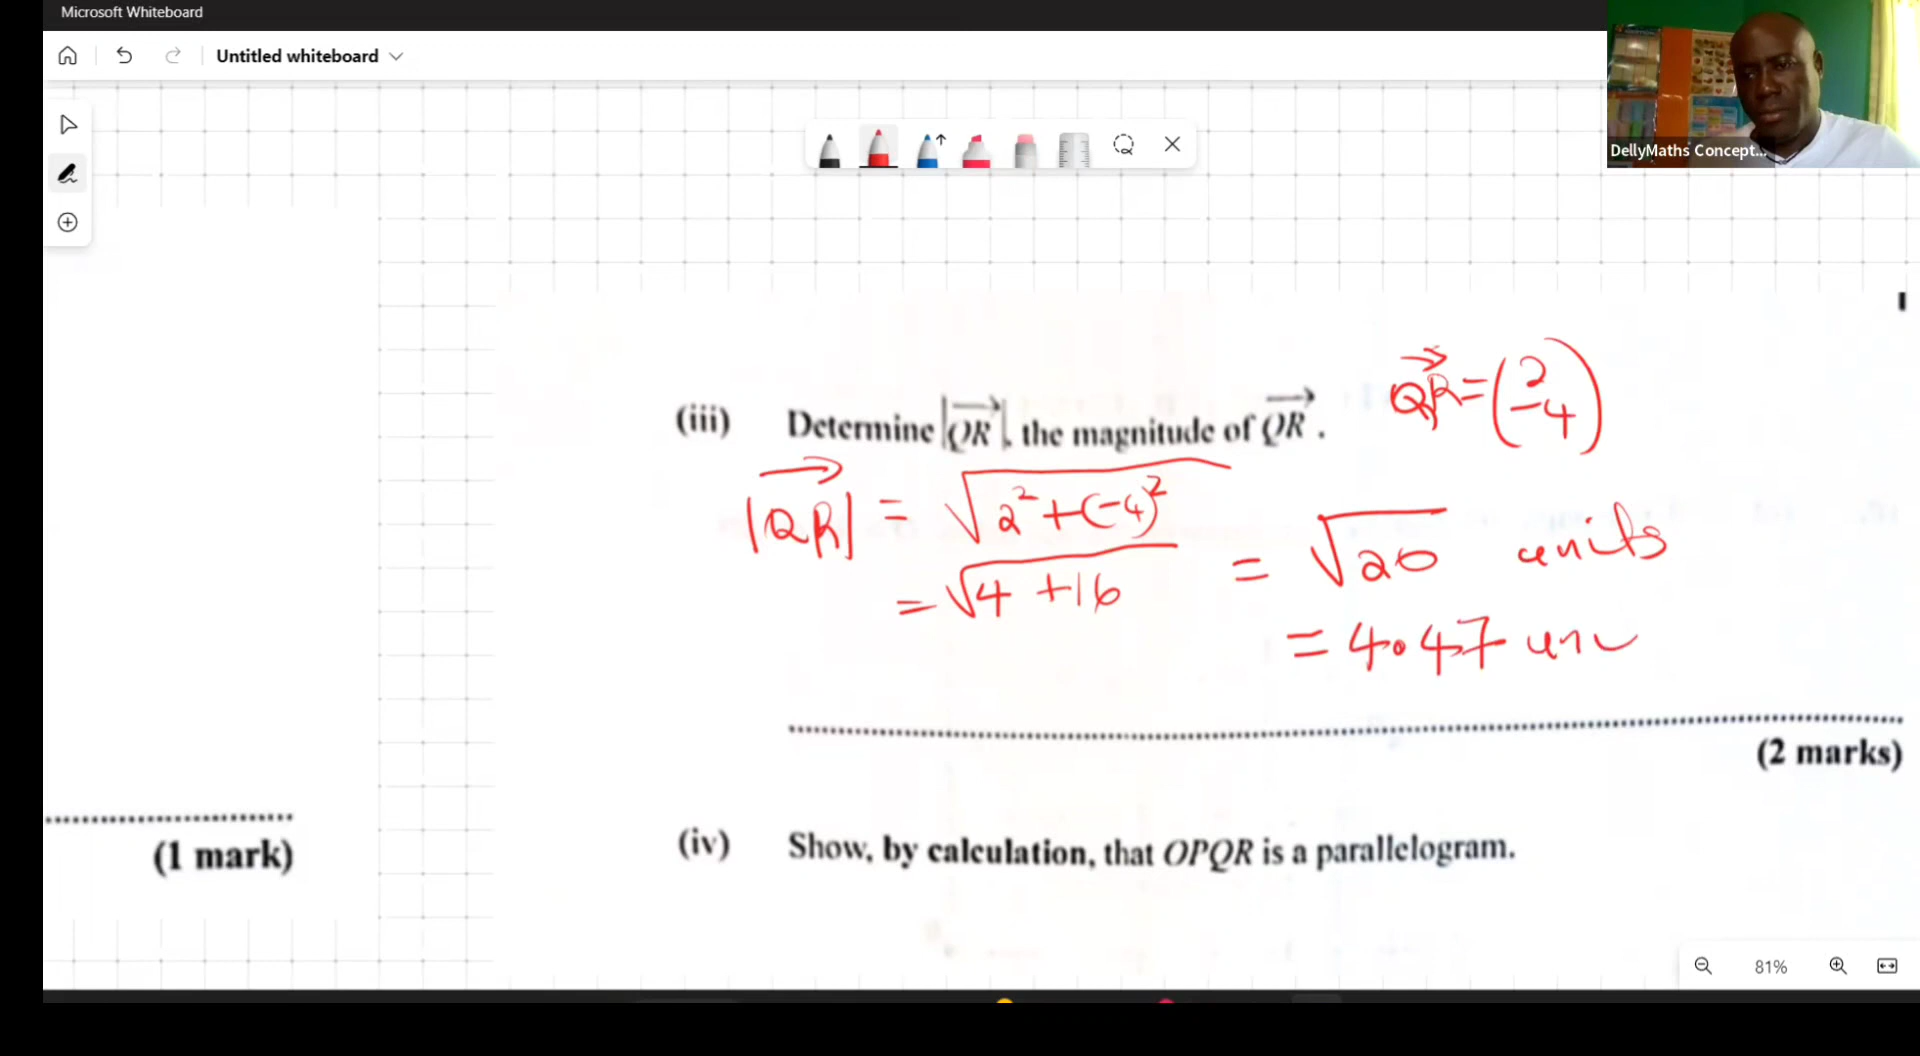 Microsoft Whiteboard
Untitled whiteboard
DellyMaths Concept...
(iii) Determine |QR|, the magnitude of QR.
QR = (2 -4)
|QR| = √2² + (-4)²
= √4 + 16
= √20 units
= 4.47
(2 marks)
(1 mark)
(iv) Show, by calculation, that OPQR is a parallelogram.
81%